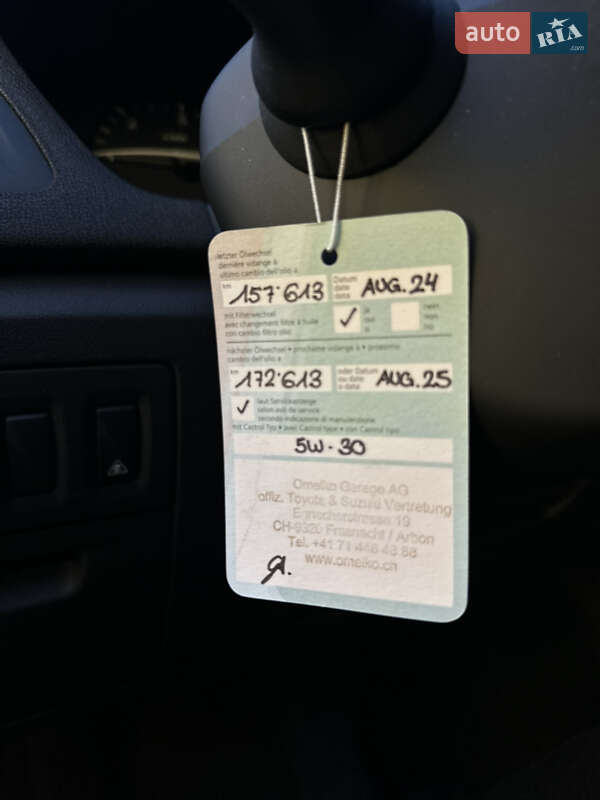 auto RIA .com
letzter Ölwechsel
dernière vidange à
ultimo cambio dell'olio a
km 157'613
Datum
date
data
AUG. 24
mit Filterwechsel
avec changement filtre à huile
con cambio filtro olio
✓ ja
oui
si
nein
non
no
nächster Ölwechsel • prochaine vidange à • prossimo
cambio dell'olio a
km 172'613
oder Datum
ou date
o data
AUG. 25
✓ laut Serviceanzeige
selon avis de service
secondo indicazione di manutenzione
mit Castrol Typ • avec Castrol type • con Castrol tipo
5W-30
Omelko Garage AG
offiz. Toyota & Suzuki Vertretung
19
CH-9320 Frasnacht / Arbon
Tel. +41 71 446 43 88
www.omelko.ch